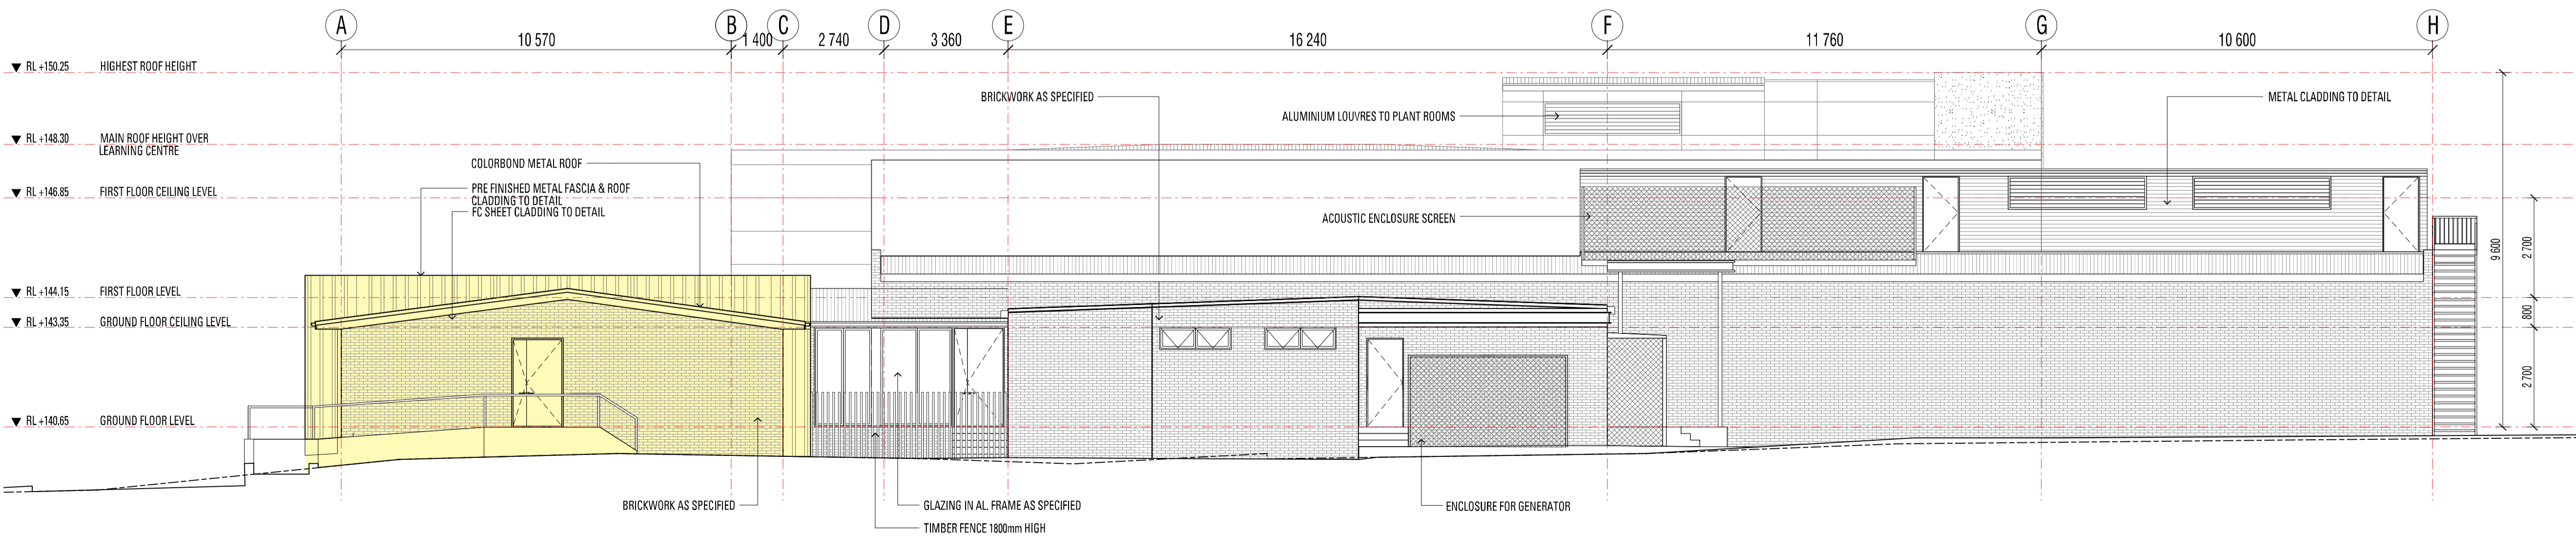 A B C D E F G H
10 570 1 400 2 740 3 360 16 240 11 760 10 600
RL +150.25 HIGHEST ROOF HEIGHT
BRICKWORK AS SPECIFIED
METAL CLADDING TO DETAIL
ALUMINIUM LOUVRES TO PLANT ROOMS
RL +148.30 MAIN ROOF HEIGHT OVER
LEARNING CENTRE
COLORBOND METAL ROOF
RL +146.85 FIRST FLOOR CEILING LEVEL
PRE FINISHED METAL FASCIA & ROOF
CLADDING TO DETAIL
FC SHEET CLADDING TO DETAIL
ACOUSTIC ENCLOSURE SCREEN
9 600
2 700
RL +144.15 FIRST FLOOR LEVEL
800
RL +143.35 GROUND FLOOR CEILING LEVEL
2 700
RL +140.65 GROUND FLOOR LEVEL
BRICKWORK AS SPECIFIED
GLAZING IN AL. FRAME AS SPECIFIED
ENCLOSURE FOR GENERATOR
TIMBER FENCE 1800mm HIGH